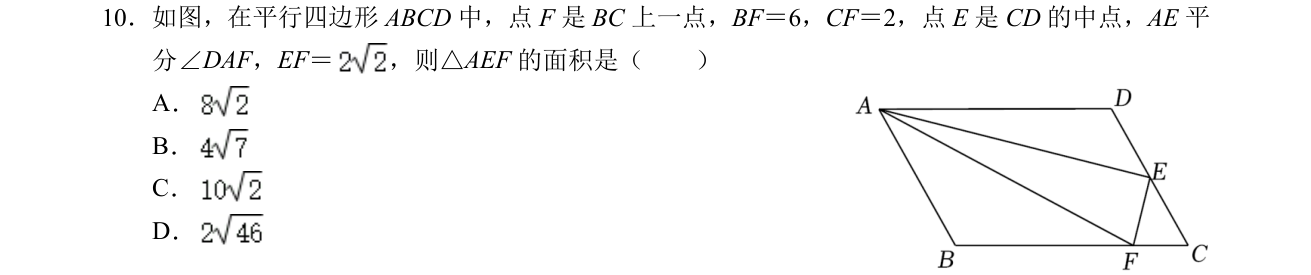 10．如图，在平行四边形 ABCD 中，点 F 是 BC 上一点，BF＝6，CF＝2，点 E 是 CD 的中点，AE 平
分∠DAF，EF＝2√2，则△AEF 的面积是（　　）
A．8√2
B．4√7
C．10√2
D．2√46
A
D
E
B
F
C